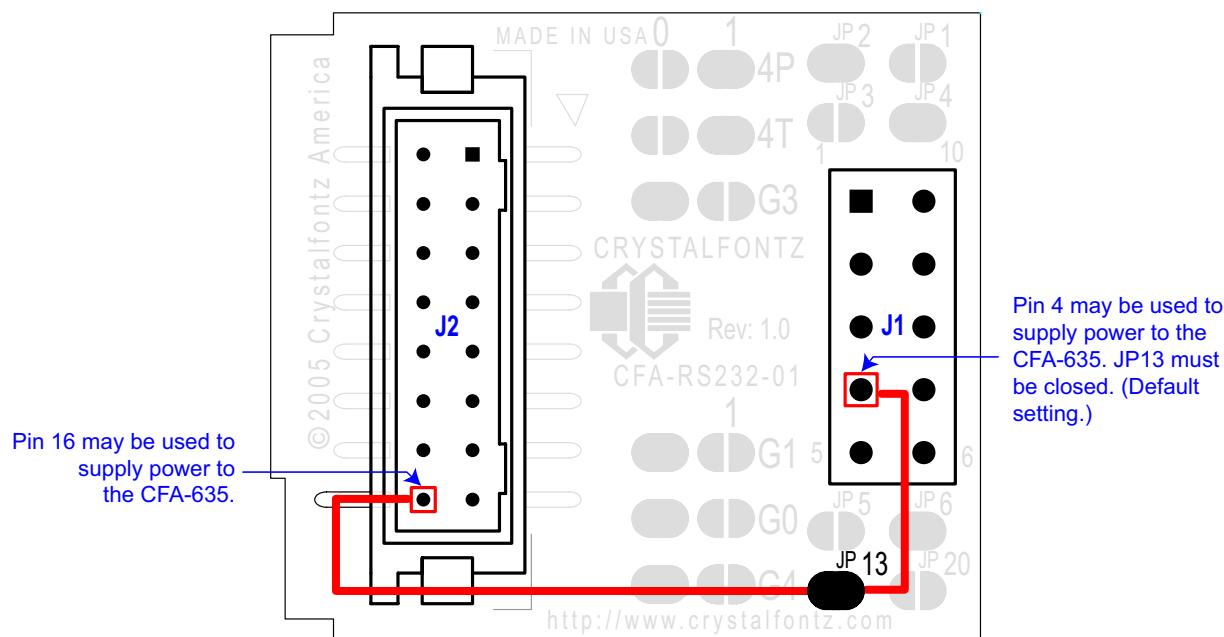 MADE IN USA
0 1
4P
4T
G3
©2005 Crystalfontz America
CRYSTALFONTZ
Rev: 1.0
CFA-RS232-01
J2
JP2
JP1
JP3
JP4
1 10
J1
5 6
Pin 4 may be used to
supply power to the
CFA-635. JP13 must
be closed. (Default
setting.)
Pin 16 may be used to
supply power to
the CFA-635.
1
G1
G0
G4
JP5
JP6
JP13
JP20
http://www.crystalfontz.com